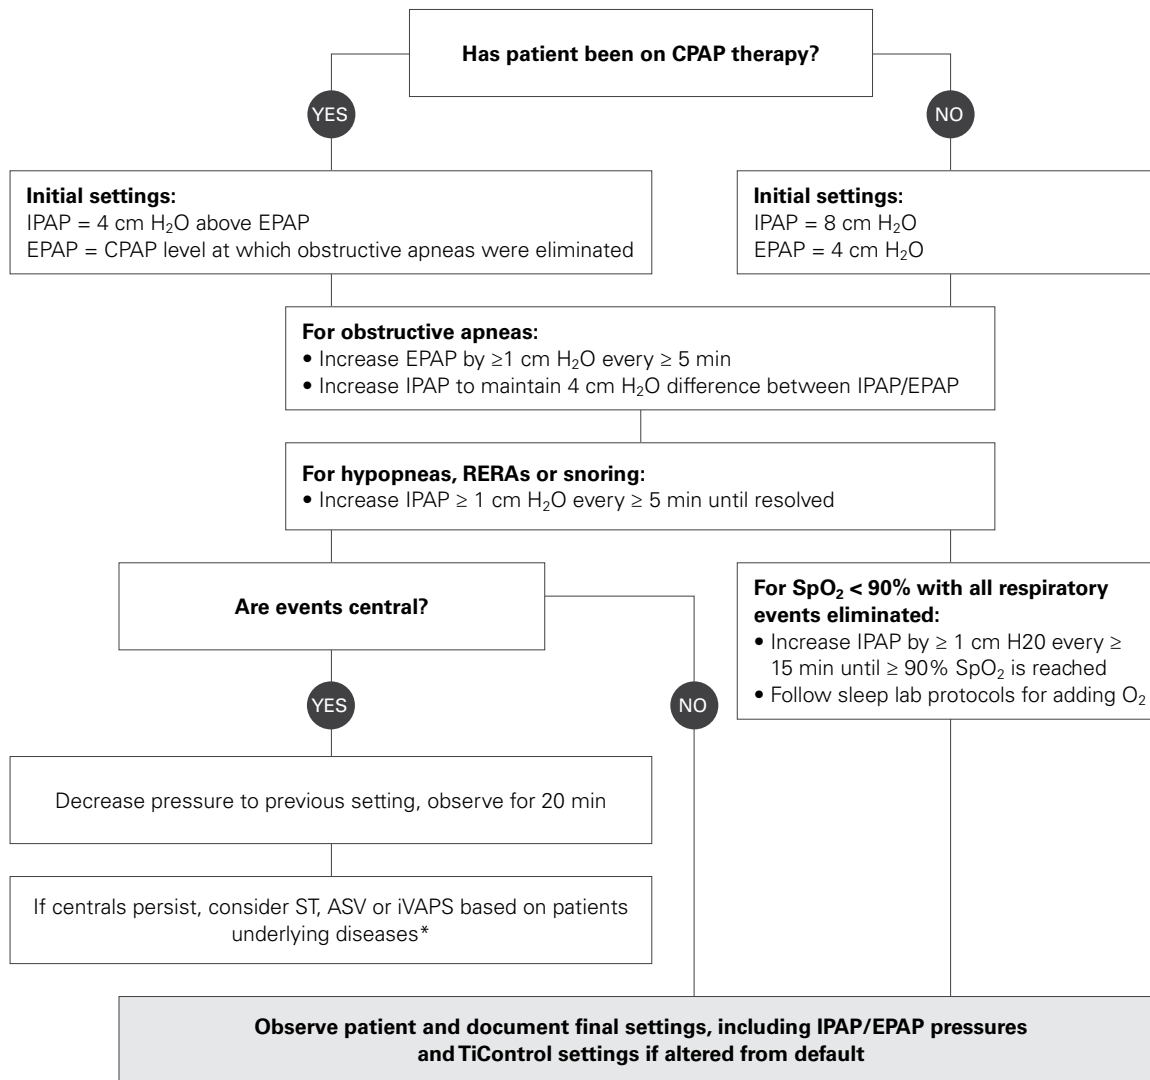 Has patient been on CPAP therapy?
YES
NO
Initial settings:
IPAP = 4 cm H₂O above EPAP
EPAP = CPAP level at which obstructive apneas were eliminated
Initial settings:
IPAP = 8 cm H₂O
EPAP = 4 cm H₂O
For obstructive apneas:
• Increase EPAP by ≥1 cm H₂O every ≥ 5 min
• Increase IPAP to maintain 4 cm H₂O difference between IPAP/EPAP
For hypopneas, RERAs or snoring:
• Increase IPAP ≥ 1 cm H₂O every ≥ 5 min until resolved
Are events central?
YES
NO
For SpO₂ < 90% with all respiratory
events eliminated:
• Increase IPAP by ≥ 1 cm H20 every ≥
15 min until ≥ 90% SpO₂ is reached
• Follow sleep lab protocols for adding O₂
Decrease pressure to previous setting, observe for 20 min
If centrals persist, consider ST, ASV or iVAPS based on patients
underlying diseases*
Observe patient and document final settings, including IPAP/EPAP pressures
and TiControl settings if altered from default